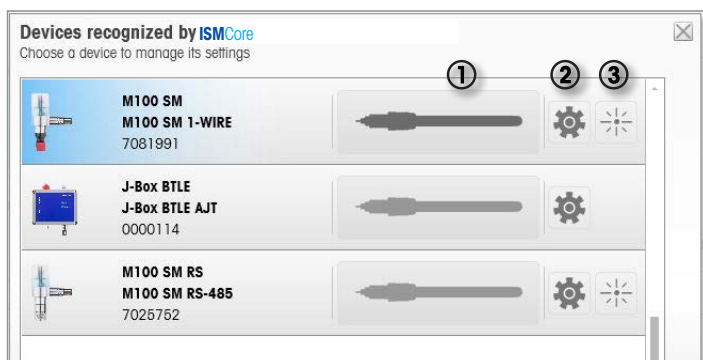 Devices recognized by ISMCore
Choose a device to manage its settings
① ② ③
M100 SM
M100 SM 1-WIRE
7081991
J-Box BTLE
J-Box BTLE AJT
0000114
M100 SM RS
M100 SM RS-485
7025752